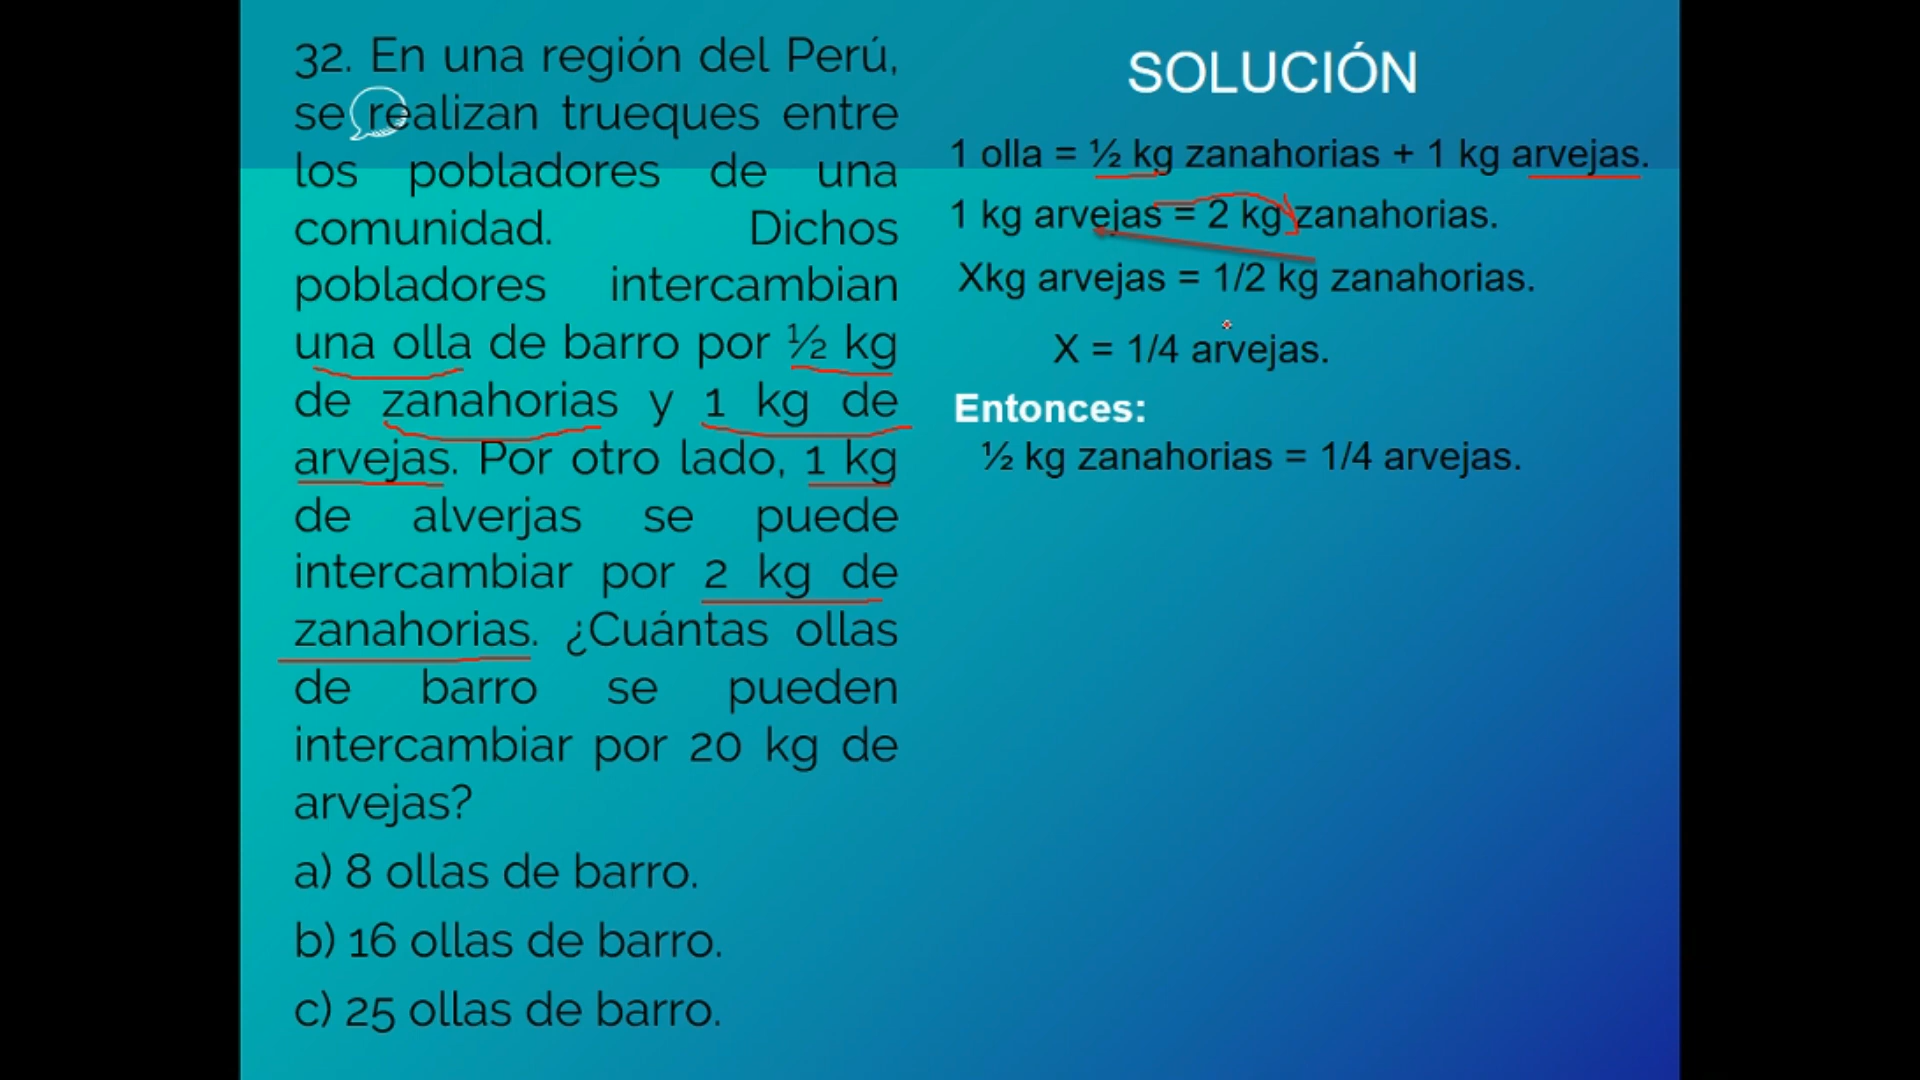 32. En una región del Perú,
se realizan trueques entre
los pobladores de una
comunidad. Dichos
pobladores intercambian
una olla de barro por ½ kg
de zanahorias y 1 kg de
arvejas. Por otro lado, 1 kg
de alverjas se puede
intercambiar por 2 kg de
zanahorias. ¿Cuántas ollas
de barro se pueden
intercambiar por 20 kg de
arvejas?
a) 8 ollas de barro.
b) 16 ollas de barro.
c) 25 ollas de barro.
SOLUCIÓN
1 olla = ½ kg zanahorias + 1 kg arvejas.
1 kg arvejas = 2 kg zanahorias.
Xkg arvejas = 1/2 kg zanahorias.
X = 1/4 arvejas.
Entonces:
½ kg zanahorias = 1/4 arvejas.